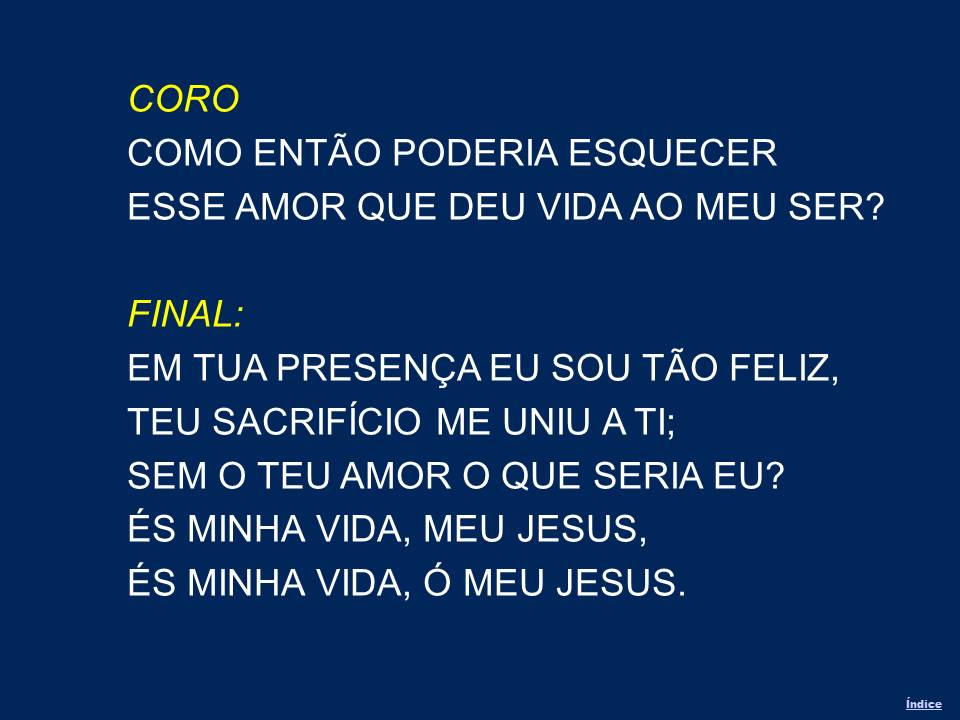 CORO
COMO ENTÃO PODERIA ESQUECER
ESSE AMOR QUE DEU VIDA AO MEU SER?
FINAL:
EM TUA PRESENÇA EU SOU TÃO FELIZ,
TEU SACRIFÍCIO ME UNIU A TI;
SEM O TEU AMOR O QUE SERIA EU?
ÉS MINHA VIDA, MEU JESUS,
ÉS MINHA VIDA, Ó MEU JESUS.
Índice